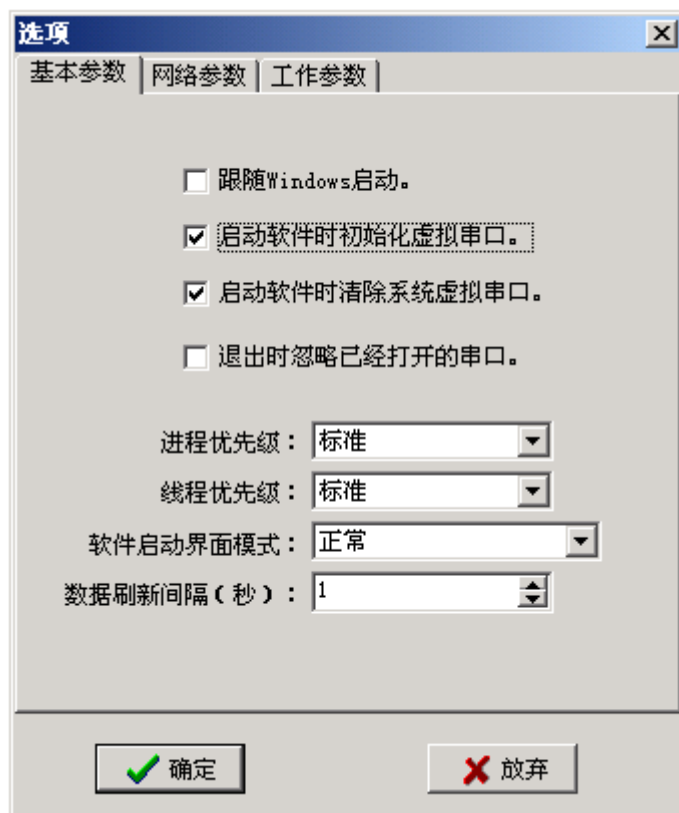 选项
基本参数 网络参数 工作参数
跟随Windows启动。
启动软件时初始化虚拟串口。
启动软件时清除系统虚拟串口。
退出时忽略已经打开的串口。
进程优先级： 标准
线程优先级： 标准
软件启动界面模式： 正常
数据刷新间隔（秒）： 1
确定 放弃